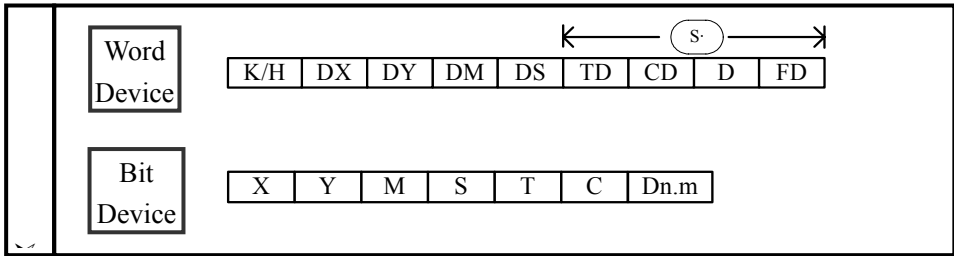 S·
Word
Device
K/H DX DY DM DS TD CD D FD
Bit
Device
X Y M S T C Dn.m